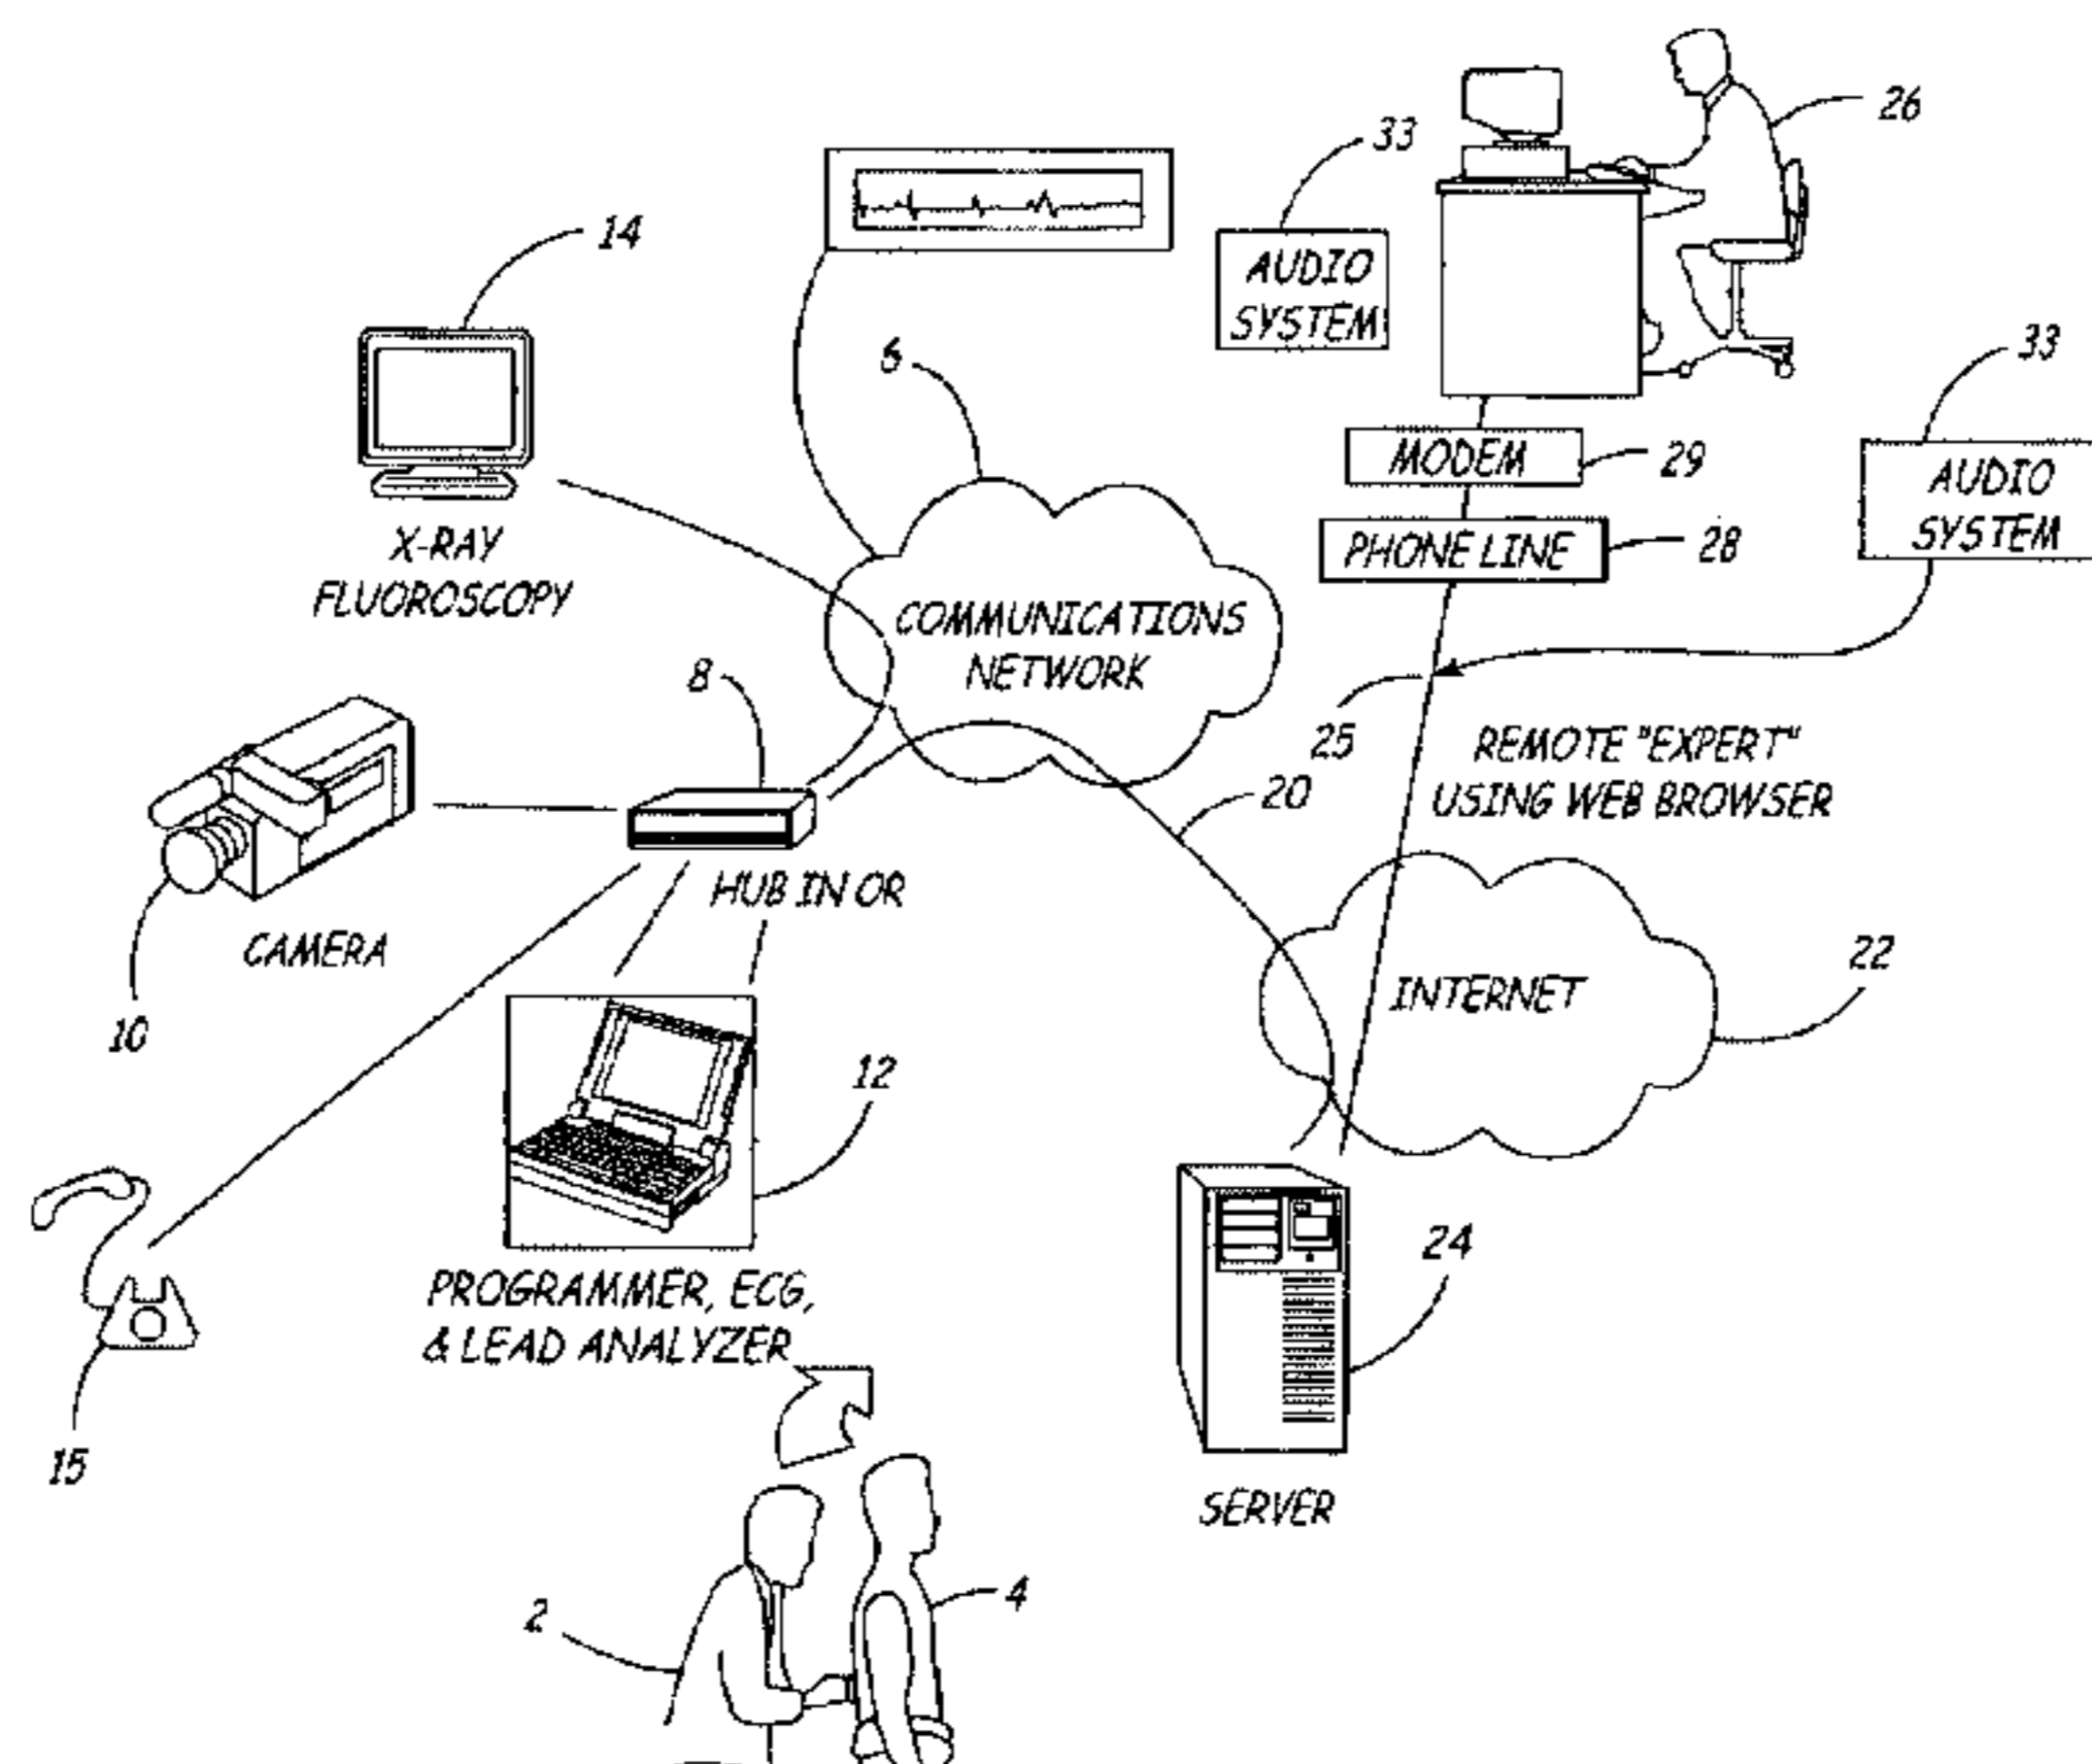 26
33
14
AUDIO
SYSTEM
6
33
X-RAY
FLUOROSCOPY
MODEM
29
AUDIO
SYSTEM
PHONE LINE
28
COMMUNICATIONS
NETWORK
8
25
REMOTE "EXPERT"
USING WEB BROWSER
20
HUB IN OR
CAMERA
10
INTERNET
22
12
PROGRAMMER, ECG,
& LEAD ANALYZER
15
24
SERVER
2
4